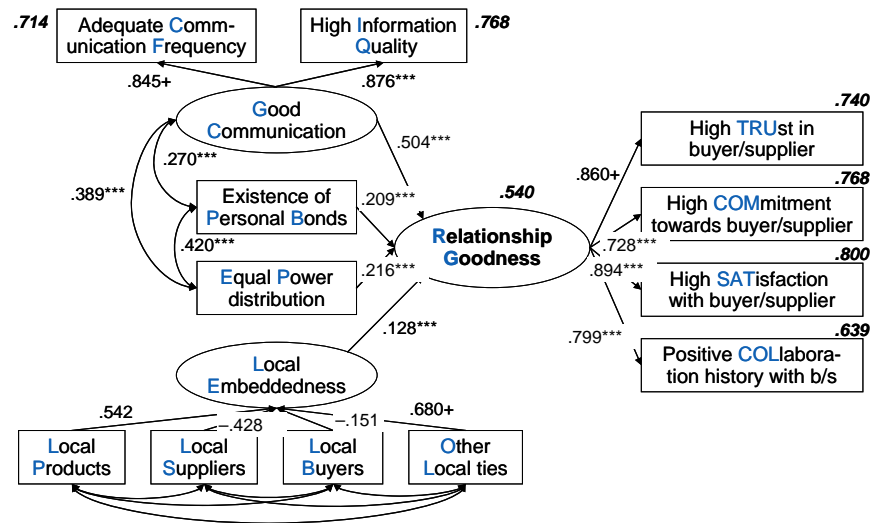 .714
Adequate Comm-
unication Frequency
High Information
Quality
.768
.845+
.876***
Good
Communication
.504***
.270***
.389***
Existence of
Personal Bonds
.209***
.420***
Equal Power
distribution
.216***
.540
Relationship
Goodness
.128***
.740
High TRUst in
buyer/supplier
.860+
.768
High COMmitment
towards buyer/supplier
.728***
.800
.894***
High SATisfaction
with buyer/supplier
.639
.799***
Positive COLlabora-
tion history with b/s
Local
Embeddedness
.542
–.428
–.151
.680+
Local
Products
Local
Suppliers
Local
Buyers
Other
Local ties